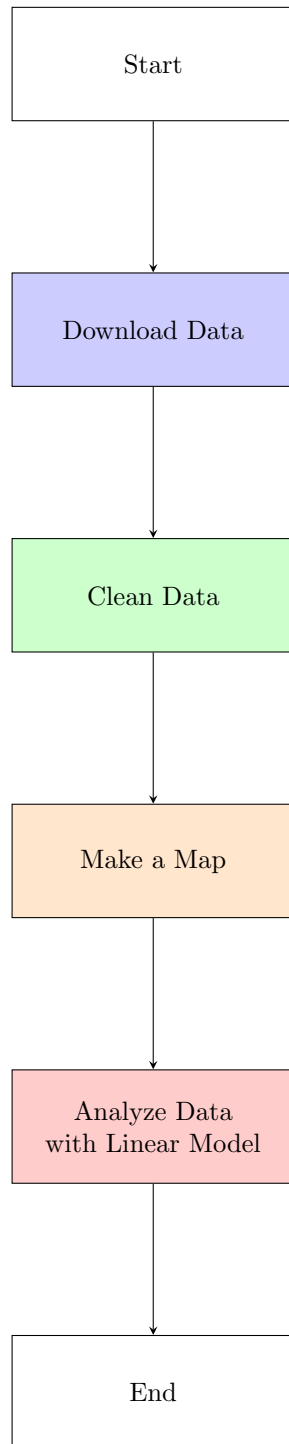 Start
Download Data
Clean Data
Make a Map
Analyze Data
with Linear Model
End